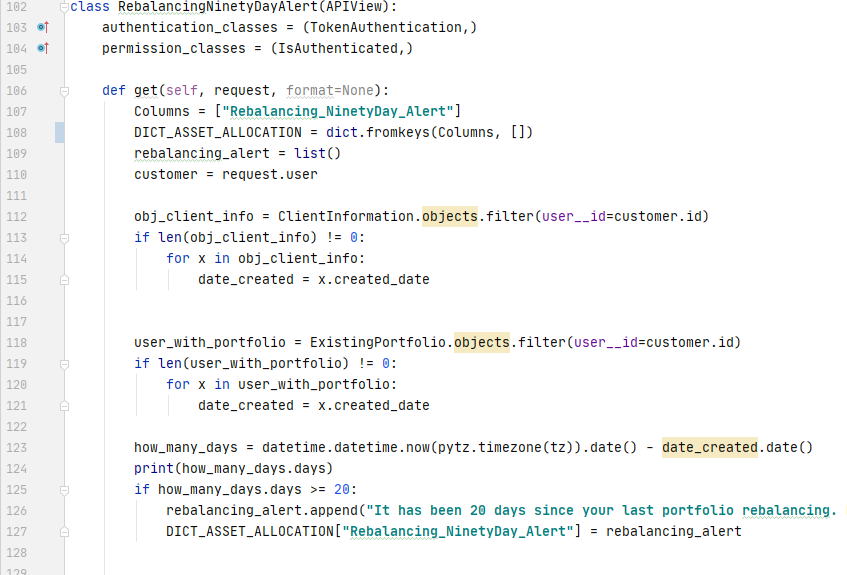 102 class RebalancingNinetyDayAlert(APIView):
103 authentication_classes = (TokenAuthentication,)
104 permission_classes = (IsAuthenticated,)
105
106 def get(self, request, format=None):
107 Columns = ["Rebalancing_NinetyDay_Alert"]
108 DICT_ASSET_ALLOCATION = dict.fromkeys(Columns, [])
109 rebalancing_alert = list()
110 customer = request.user
111
112 obj_client_info = ClientInformation.objects.filter(user__id=customer.id)
113 if len(obj_client_info) != 0:
114 for x in obj_client_info:
115 date_created = x.created_date
116
117
118 user_with_portfolio = ExistingPortfolio.objects.filter(user__id=customer.id)
119 if len(user_with_portfolio) != 0:
120 for x in user_with_portfolio:
121 date_created = x.created_date
122
123 how_many_days = datetime.datetime.now(pytz.timezone(tz)).date() - date_created.date()
124 print(how_many_days.days)
125 if how_many_days.days >= 20:
126 rebalancing_alert.append("It has been 20 days since your last portfolio rebalancing.
127 DICT_ASSET_ALLOCATION["Rebalancing_NinetyDay_Alert"] = rebalancing_alert
128
129